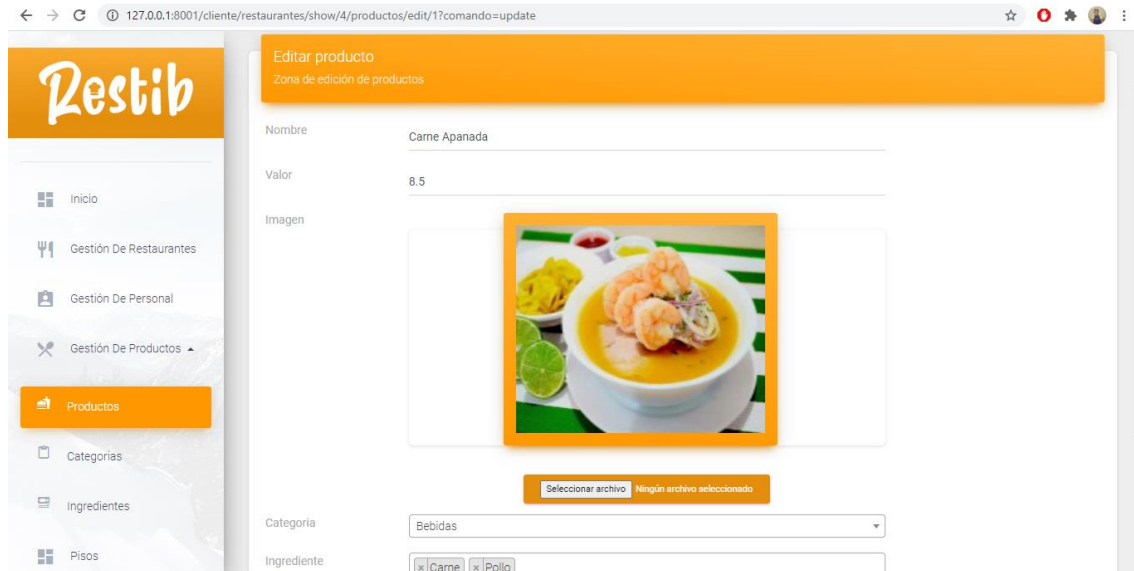 127.0.0.1:8001/cliente/restaurantes/show/4/productos/edit/1?comando=update
Restib
Inicio
Gestión De Restaurantes
Gestión De Personal
Gestión De Productos
Productos
Categorias
Ingredientes
Pisos
Editar producto
Zona de edición de productos
Nombre
Carne Apanada
Valor
8.5
Imagen
Seleccionar archivo Ningún archivo seleccionado
Categoria
Bebidas
Ingrediente
× Carne × Pollo